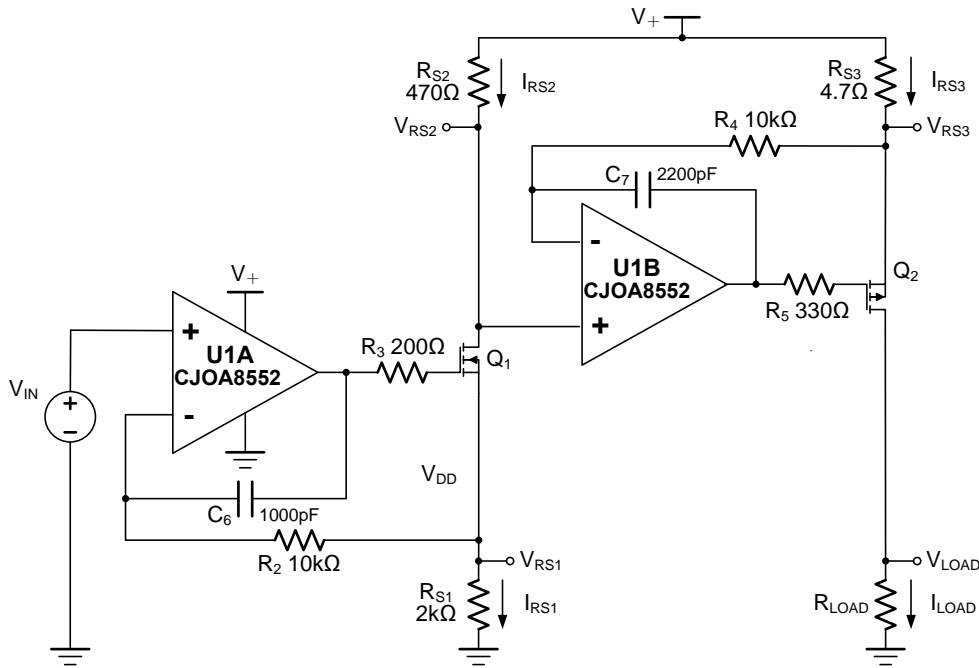 V+
RS2
470Ω
IRS2
RS3
4.7Ω
IRS3
VRS2
R4 10kΩ
VRS3
C7 2200pF
-
U1B
CJOA8552
+
Q2
R5 330Ω
V+
+
U1A
CJOA8552
-
R3 200Ω
Q1
VIN
+
-
VDD
C6 1000pF
R2 10kΩ
VRS1
VLOAD
RS1
2kΩ
IRS1
RLOAD
ILOAD